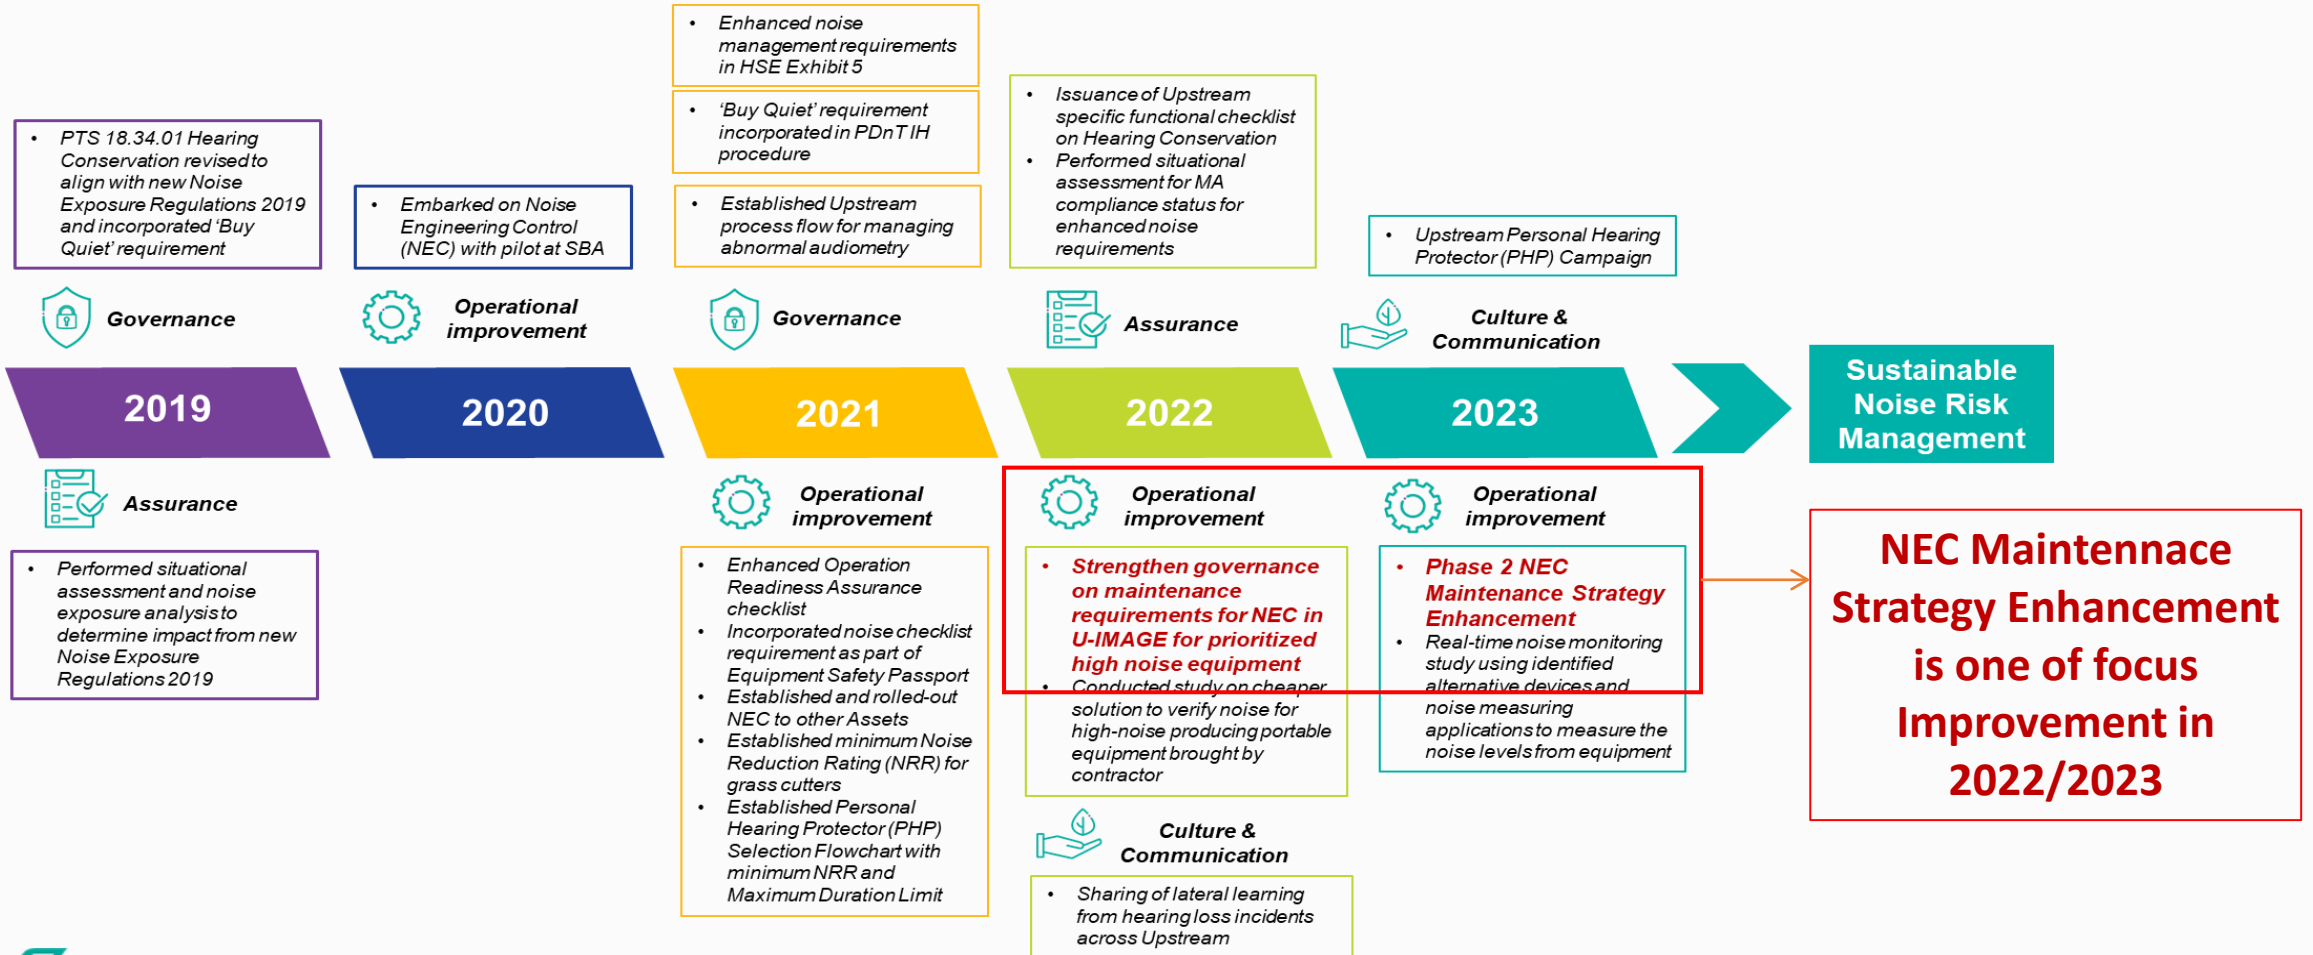 • PTS 18.34.01 Hearing
Conservation revised to
align with new Noise
Exposure Regulations 2019
and incorporated ‘Buy
Quiet’ requirement
Governance
2019
Assurance
• Performed situational
assessment and noise
exposure analysis to
determine impact from new
Noise Exposure
Regulations 2019
• Embarked on Noise
Engineering Control
(NEC) with pilot at SBA
Operational
improvement
2020
• Enhanced noise
management requirements
in HSE Exhibit 5
• ‘Buy Quiet’ requirement
incorporated in PDnT IH
procedure
• Established Upstream
process flow for managing
abnormal audiometry
Governance
2021
Operational
improvement
• Enhanced Operation
Readiness Assurance
checklist
• Incorporated noise checklist
requirement as part of
Equipment Safety Passport
• Established and rolled-out
NEC to other Assets
• Established minimum Noise
Reduction Rating (NRR) for
grass cutters
• Established Personal
Hearing Protector (PHP)
Selection Flowchart with
minimum NRR and
Maximum Duration Limit
• Issuance of Upstream
specific functional checklist
on Hearing Conservation
• Performed situational
assessment for MA
compliance status for
enhanced noise
requirements
Assurance
2022
Operational
improvement
• Strengthen governance
on maintenance
requirements for NEC in
U-IMAGE for prioritized
high noise equipment
• Conducted study on cheaper
solution to verify noise for
high-noise producing portable
equipment brought by
contractor
Culture &
Communication
• Sharing of lateral learning
from hearing loss incidents
across Upstream
• Upstream Personal Hearing
Protector (PHP) Campaign
Culture &
Communication
2023
Operational
improvement
• Phase 2 NEC
Maintenance Strategy
Enhancement
• Real-time noise monitoring
study using identified
alternative devices and
noise measuring
applications to measure the
noise levels from equipment
Sustainable
Noise Risk
Management
NEC Maintennace
Strategy Enhancement
is one of focus
Improvement in
2022/2023